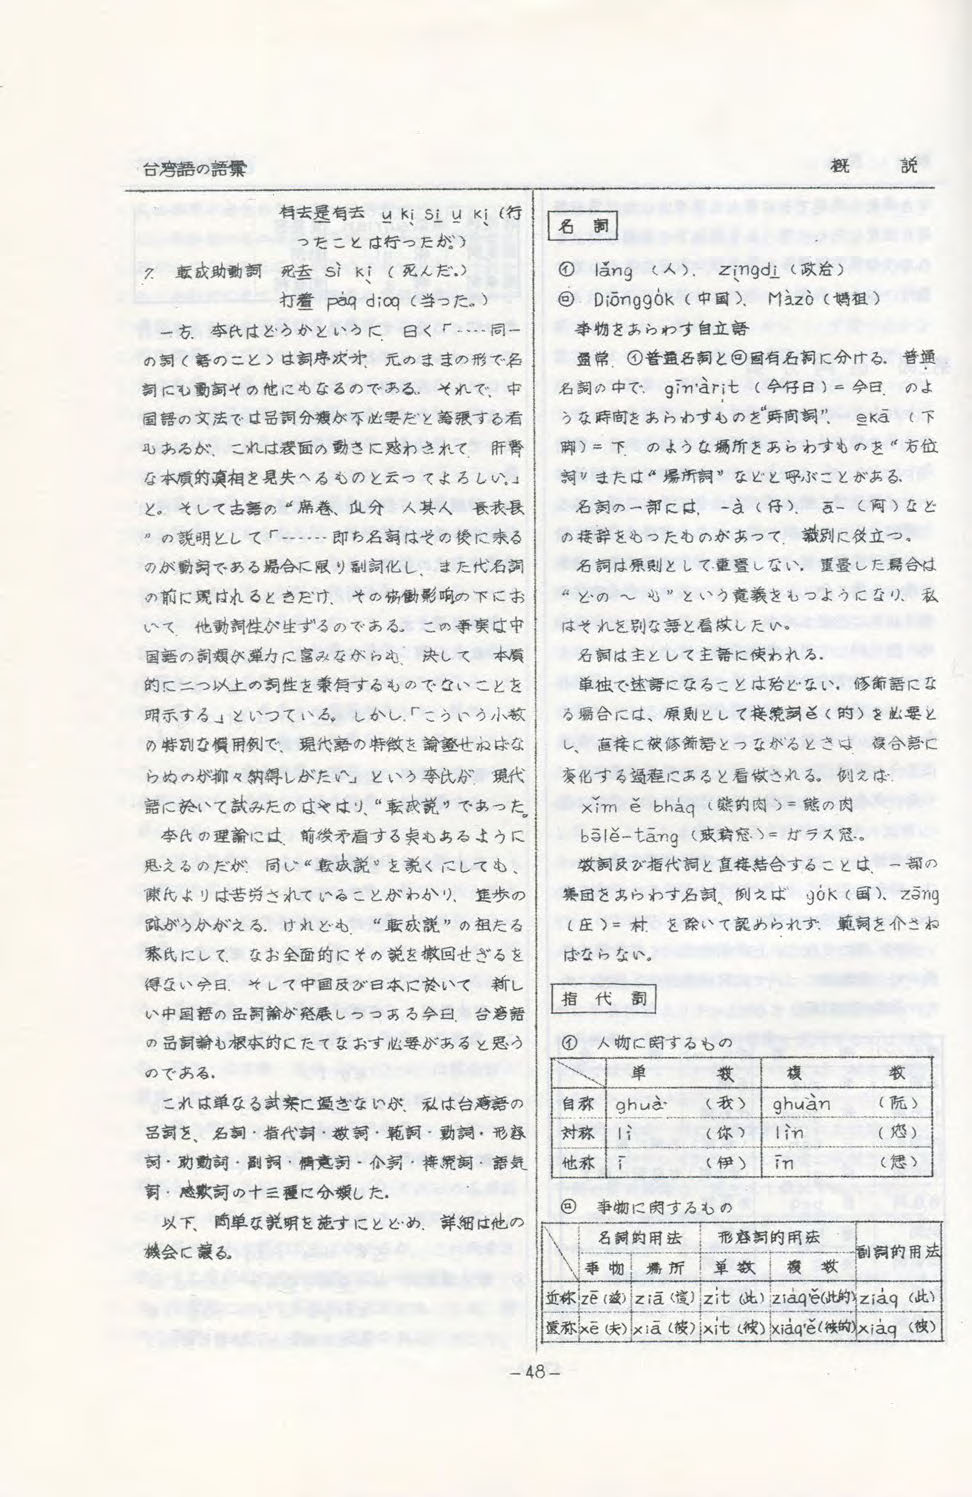 台湾語の語彙
概 説
有去是有去 u ki si u ki (行
ったことは行ったが。)
7. 転成助動詞 死去 sì ki (死んだ。)
打着 paq dioq (当った。)
一方、李氏はどうかというに、曰く「……同一
の詞(語のこと)は詞序次才、元のままの形で名
詞にも動詞その他にもなるのである。それで、中
国語の文法では品詞分類が不必要だと論張する者
もあるが、これは表面の動きに惑わされて、肝腎
な本質的真相を見失へるものと云ってよろしい。」
と。そして古語の“席巻、瓜分、人其人、長我長
”の説明として「……即ち名詞はその後に来る
のが動詞である場合に限り副詞化し、また代名詞
の前に現はれるときだけ、その協働影响の下にお
いて、他動詞性が生ずるのである。この事実は中
国語の詞類が弾力に富みながらも、決して、本質
的に二つ以上の詞性を兼有するものでないことを
明示する」といっている。しかし、「こういう小数
の特別な慣用例で、現代語の特徴を論証せねばな
らぬのが抑々納得しがたい。」という李氏が、現代
語に於いて試みたのはやはり、“転成説”であった。
李氏の理論には、前後矛盾する奌もあるように
思えるのだが、同じ“転成説”と説くにしても、
陳氏よりは苦労されていることがわかり、進歩の
跡がうかがえる。けれども、“転成説”の祖たる
黎氏にして、なお全面的にその説を撤回せざるを
得ない今日、そして中国及び日本に於いて、新し
い中国語の品詞論が発展しつつある今日、台湾語
の品詞論も根本的にたてなおす必要があると思う
のである。
これは単なる試案に過ぎないが、私は台湾語の
品詞を、名詞・指代詞・数詞・範詞・動詞・形容
詞・助動詞・副詞・情意詞・介詞・接続詞・語気
詞・感歎詞の十三種に分類した。
以下、簡単な説明を施すにとどめ、詳細は他の
機会に譲る。
名 詞
㋑ lǎng (人)、zìngdi (政治)
㋺ Diōnggȯk (中国)、Mǎzò (媽祖)
事物をあらわす自立語
通常、㋑普通名詞と㋺固有名詞に分ける。普通
名詞の中で、gīn'àrit (今仔日)=今日、のよ
うな時間をあらわすものを“時間詞”、ekā (下
脚)=下、のような場所をあらわすものを“方位
詞”または“場所詞”などと呼ぶことがある。
名詞の一部には、-à (仔)、ā- (阿) など
の接辞をもったものがあって、識別に役立つ。
名詞は原則として重畳しない。重畳した場合は
“どの～も”という意義をもつようになり、私
はそれを別な語と看做したい。
名詞は主として主語に使われる。
単独で述語になることは殆どない。修飾語にな
る場合には、原則として接続詞ě(的)を必要と
し、直接に被修飾語とつながるときは、複合語に
変化する過程にあると看做される。例えば、
xǐm ě bhȧq (熊的肉)=熊の肉
bōlě-tāng (玻璃窓)=ガラス窓。
数詞及び指代詞と直接結合することは、一部の
集団をあらわす名詞、例えば gȯk (国)、zāng
(庄)=村、を除いて認められず、範詞を介さね
ばならない。
指 代 詞
㋑ 人物に関するもの
単 数 複 数
自称 ghuà (我) ghuàn (阮)
対称 lì (你) lìn (恁)
他称 ī (伊) īn (𪜶)
㋺ 事物に関するもの
名詞的用法 形容詞的用法 副詞的用法
事物 場所 単数 複数
近称 zē (這) ziā (這) zit (此) ziaq'ě (此的) ziaq (此)
遠称 xē (夫) xiā (彼) xit (彼) xiaq'ě (彼的) xiaq (彼)
-48-